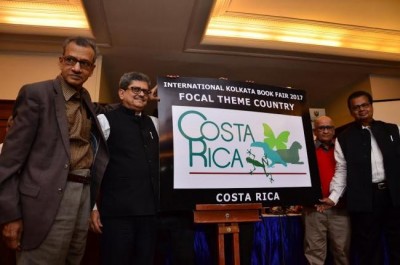 INTERNATIONAL KOLKATA BOOK FAIR 2017
FOCAL THEME COUNTRY
COSTA
RICA
COSTA RICA